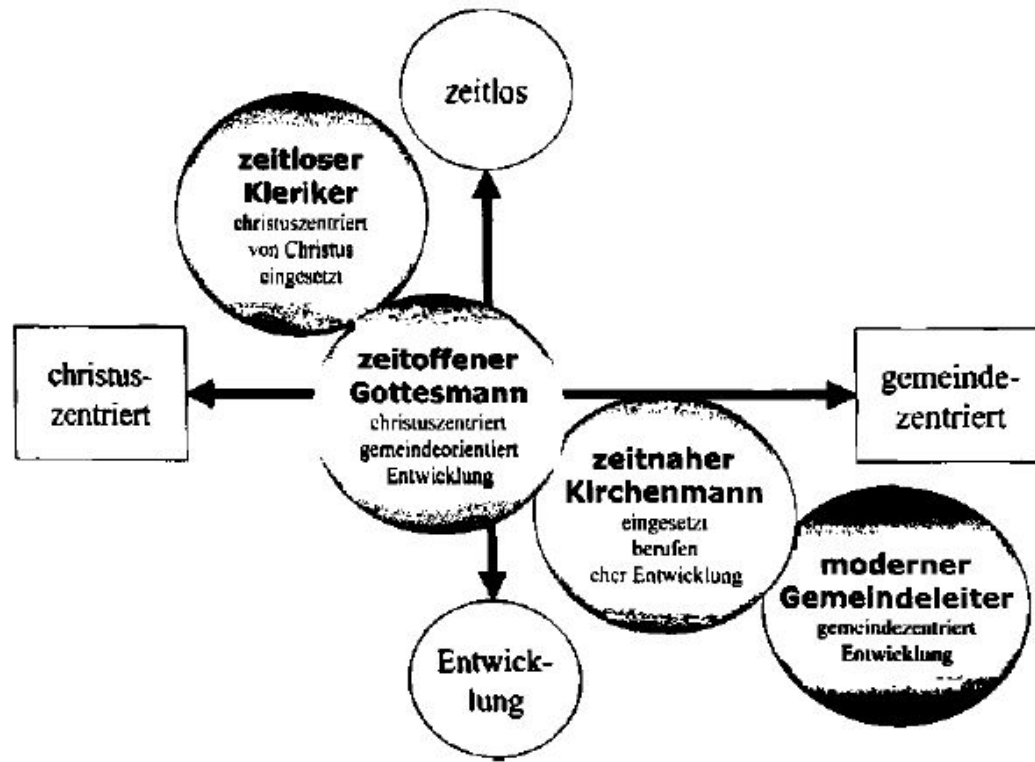 zeitlos
zeitloser
Kleriker
christuszentriert
von Christus
eingesetzt
christus-
zentriert
zeitoffener
Gottesmann
christuszentriert
gemeindeorientiert
Entwicklung
gemeinde-
zentriert
zeitnaher
Kirchenmann
eingesetzt
berufen
eher Entwicklung
moderner
Gemeindeleiter
gemeindezentriert
Entwicklung
Entwick-
lung